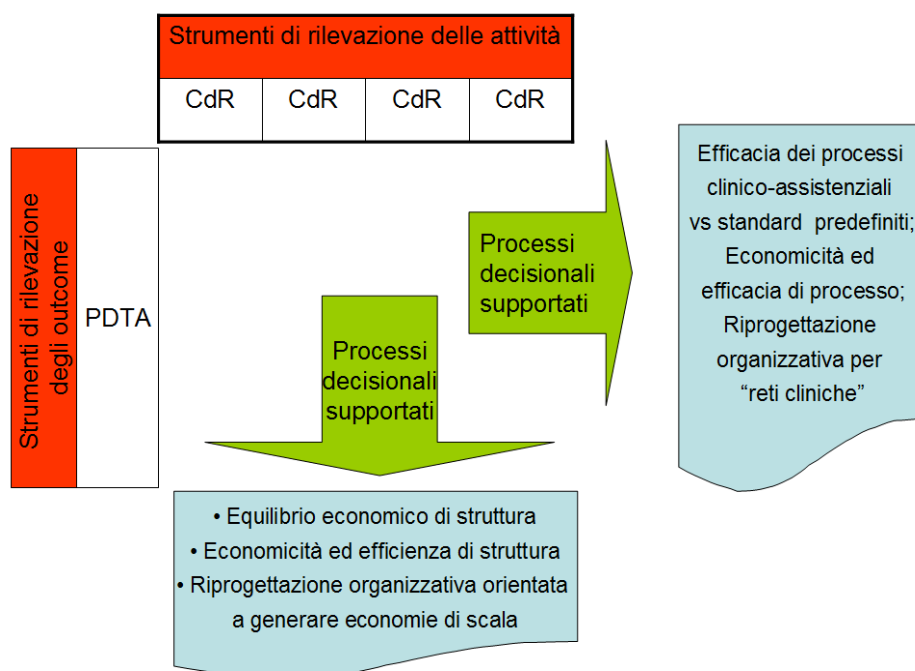 Strumenti di rilevazione delle attività
CdR CdR CdR CdR
Strumenti di rilevazione
degli outcome
PDTA
Processi
decisionali
supportati
Processi
decisionali
supportati
Efficacia dei processi
clinico-assistenziali
vs standard predefiniti;
Economicità ed
efficacia di processo;
Riprogettazione
organizzativa per
“reti cliniche”
• Equilibrio economico di struttura
• Economicità ed efficienza di struttura
• Riprogettazione organizzativa orientata
a generare economie di scala